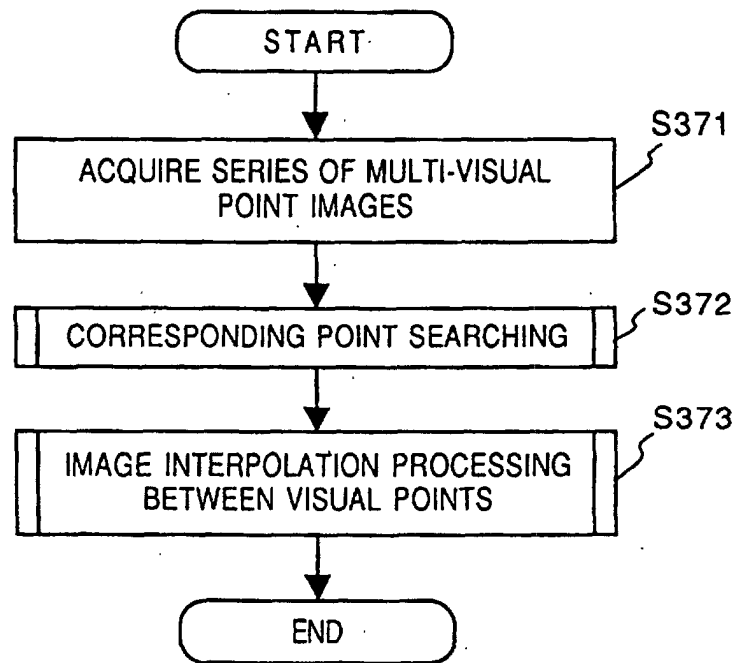 START
S371
ACQUIRE SERIES OF MULTI-VISUAL
POINT IMAGES
S372
CORRESPONDING POINT SEARCHING
S373
IMAGE INTERPOLATION PROCESSING
BETWEEN VISUAL POINTS
END